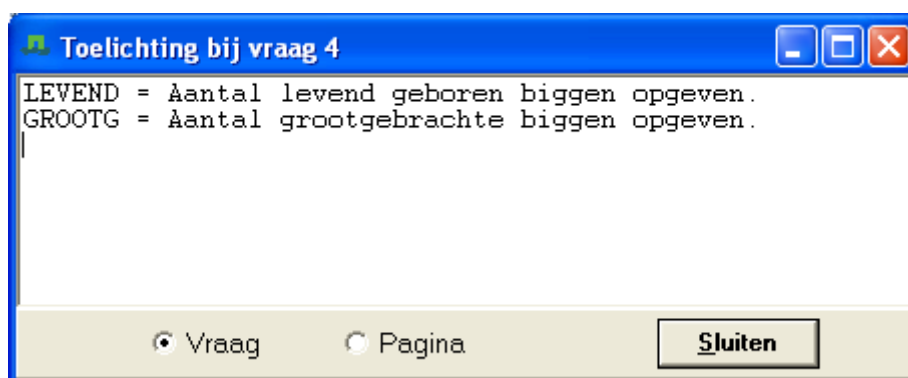 Toelichting bij vraag 4
LEVEND = Aantal levend geboren biggen opgeven.
GROOTG = Aantal grootgebrachte biggen opgeven.
Vraag Pagina Sluiten